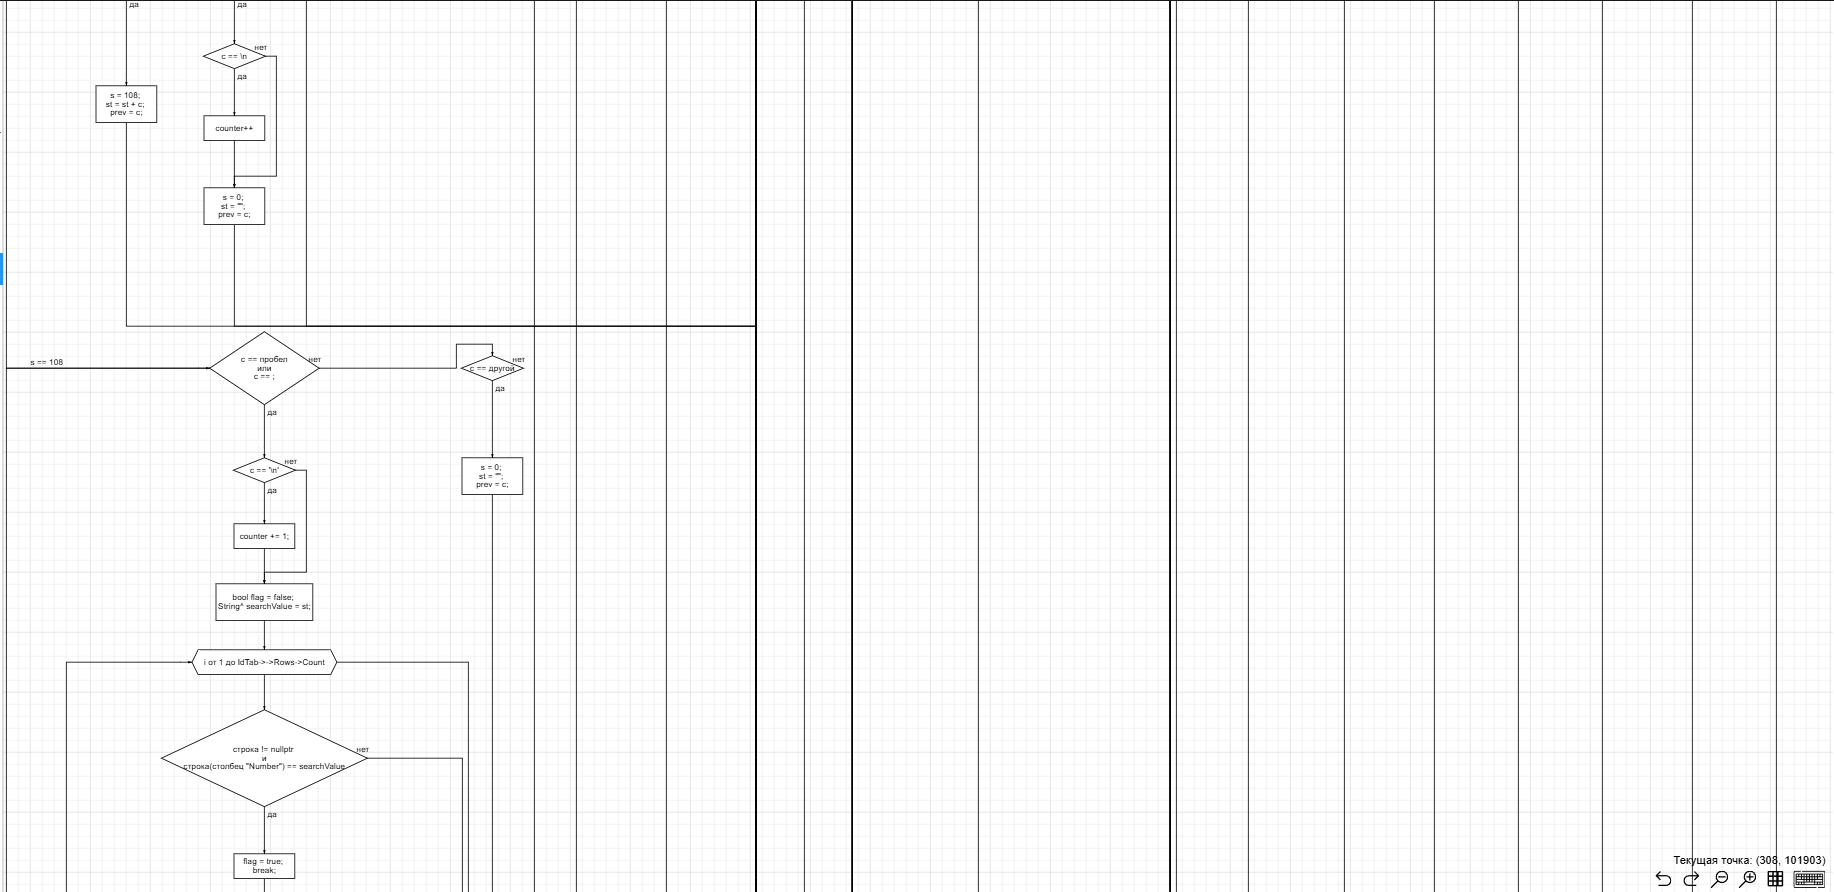 да
да
c == \n
нет
да
s = 108;
st = st + c;
prev = c;
counter++
s = 0;
st = "";
prev = c;
s == 108
c == пробел
или
c == ;
нет
c == другой
нет
да
да
c == '\n'
нет
да
s = 0;
st = "";
prev = c;
counter += 1;
bool flag = false;
String^ searchValue = st;
i от 1 до IdTab->->Rows->Count
строка != nullptr
и
строка(столбец "Number") == searchValue
нет
да
flag = true;
break;
Текущая точка: (308, 101903)